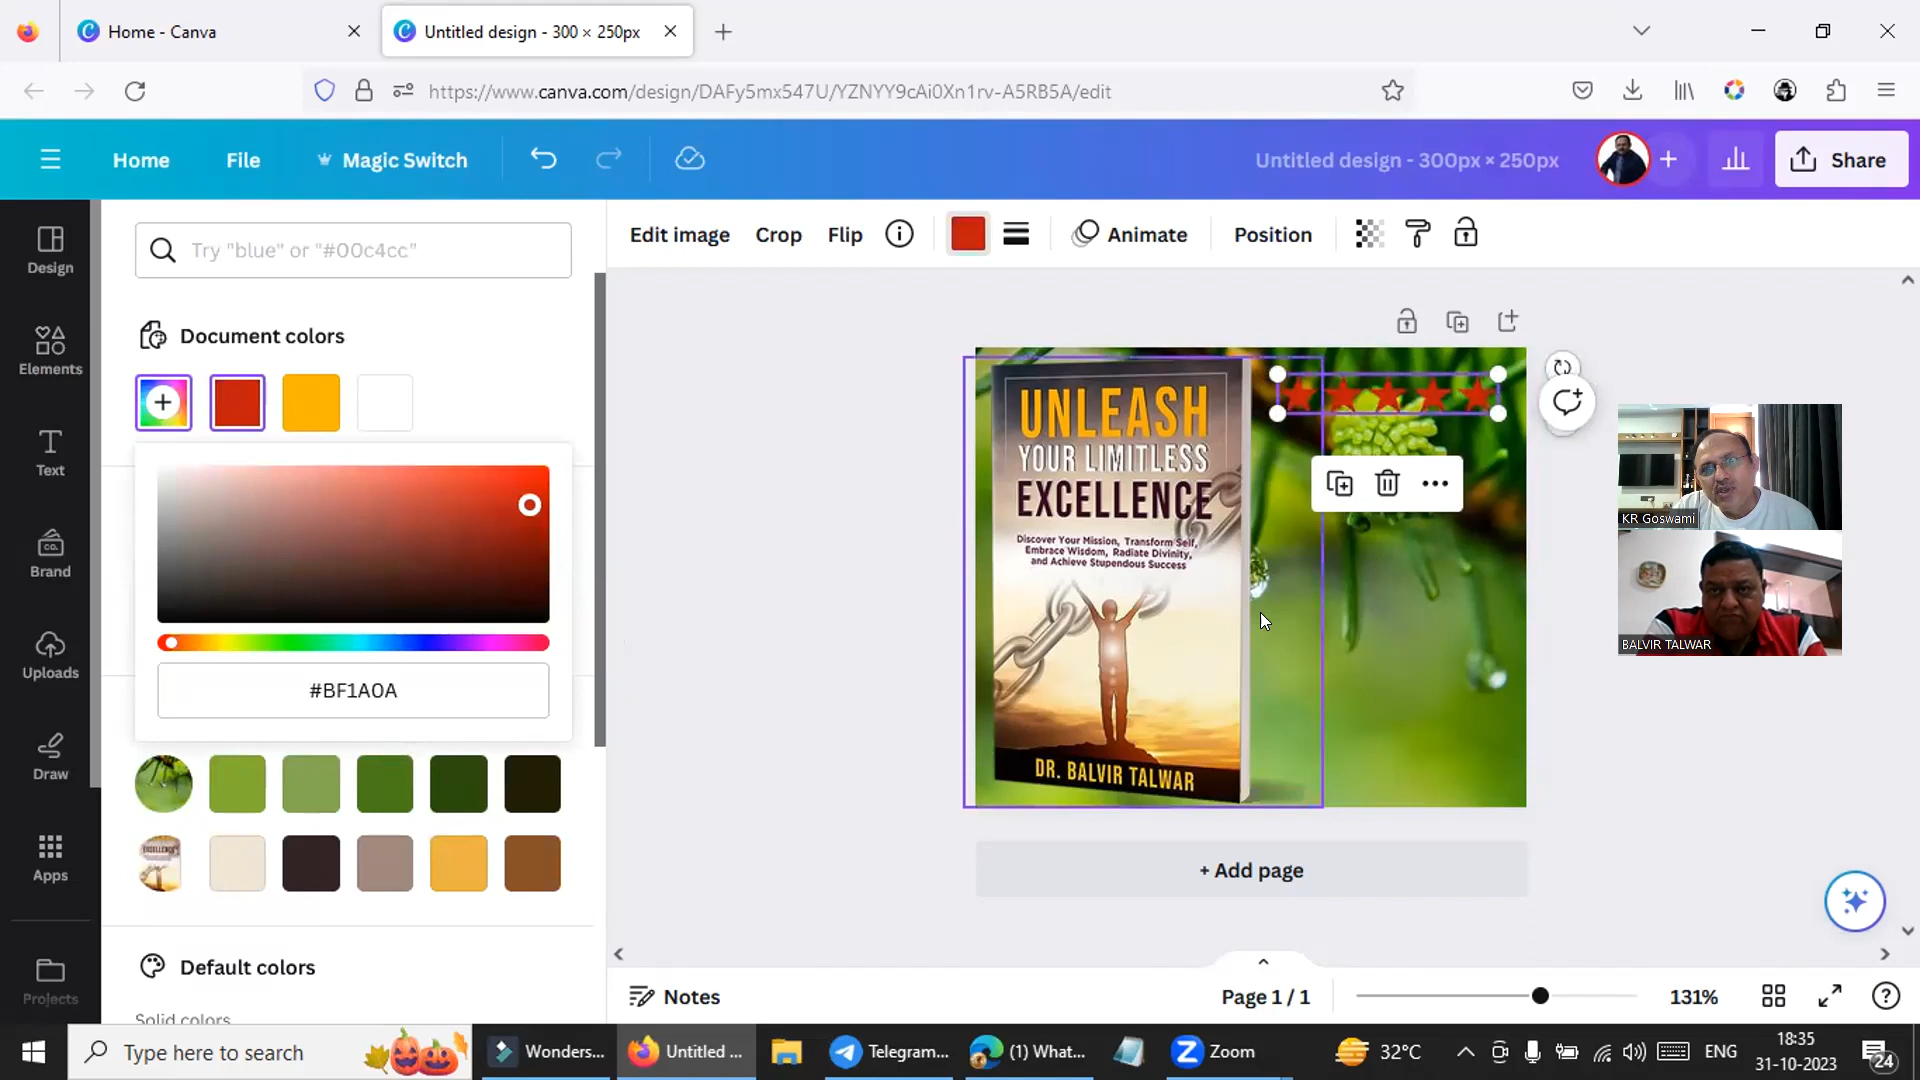 Home - Canva
Untitled design - 300 × 250px
https://www.canva.com/design/DAFy5mx547U/YZNYY9cAi0Xn1rv-A5RB5A/edit
Home
File
Magic Switch
Untitled design - 300px × 250px
Share
Design
Elements
Text
CO.
Brand
Uploads
Draw
Apps
Projects
Try "blue" or "#00c4cc"
Document colors
#BF1A0A
EXCELLENCE
Default colors
Solid colors
Edit image
Crop
Flip
Animate
Position
UNLEASH
YOUR LIMITLESS
EXCELLENCE
Discover Your Mission, Transform Self,
Embrace Wisdom, Radiate Divinity,
and Achieve Stupendous Success
DR. BALVIR TALWAR
KR Goswami
BALVIR TALWAR
+ Add page
Notes
Page 1 / 1
131%
Type here to search
Wonders...
Untitled ...
Telegram...
(1) What...
Zoom
32°C
ENG
18:35
31-10-2023
24